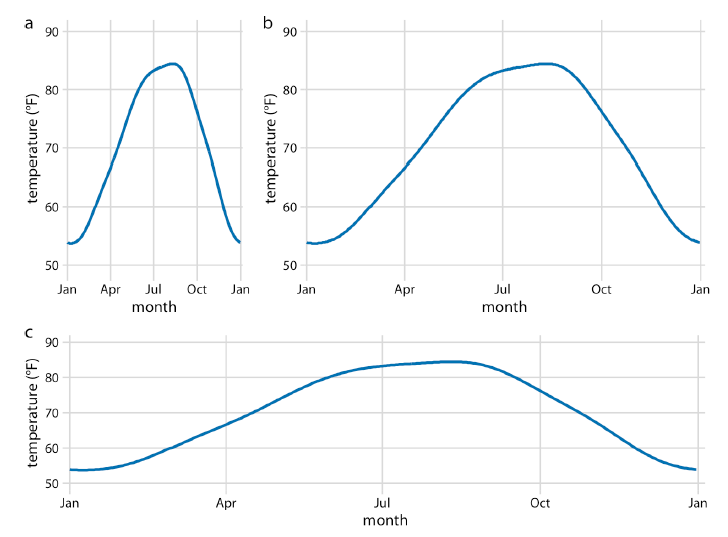 a
90
80
70
60
50
temperature (°F)
Jan Apr Jul Oct Jan
month
b
90
80
70
60
50
temperature (°F)
Jan Apr Jul Oct Jan
month
c
90
80
70
60
50
temperature (°F)
Jan Apr Jul Oct Jan
month